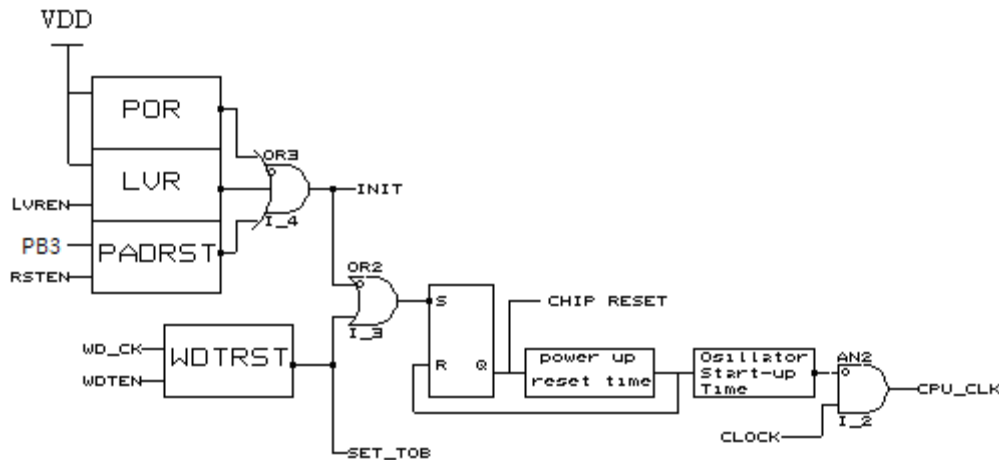 VDD
POR
OR3
LVR
INIT
LVREN
I_4
PB3
PADRST
RSTEN
OR2
S
CHIP RESET
I_3
WD_CK
WDTRST
WDTEN
R
Q
power up
reset time
Osillator
Start-up
Time
AN2
CPU_CLK
I_2
CLOCK
SET_TOB